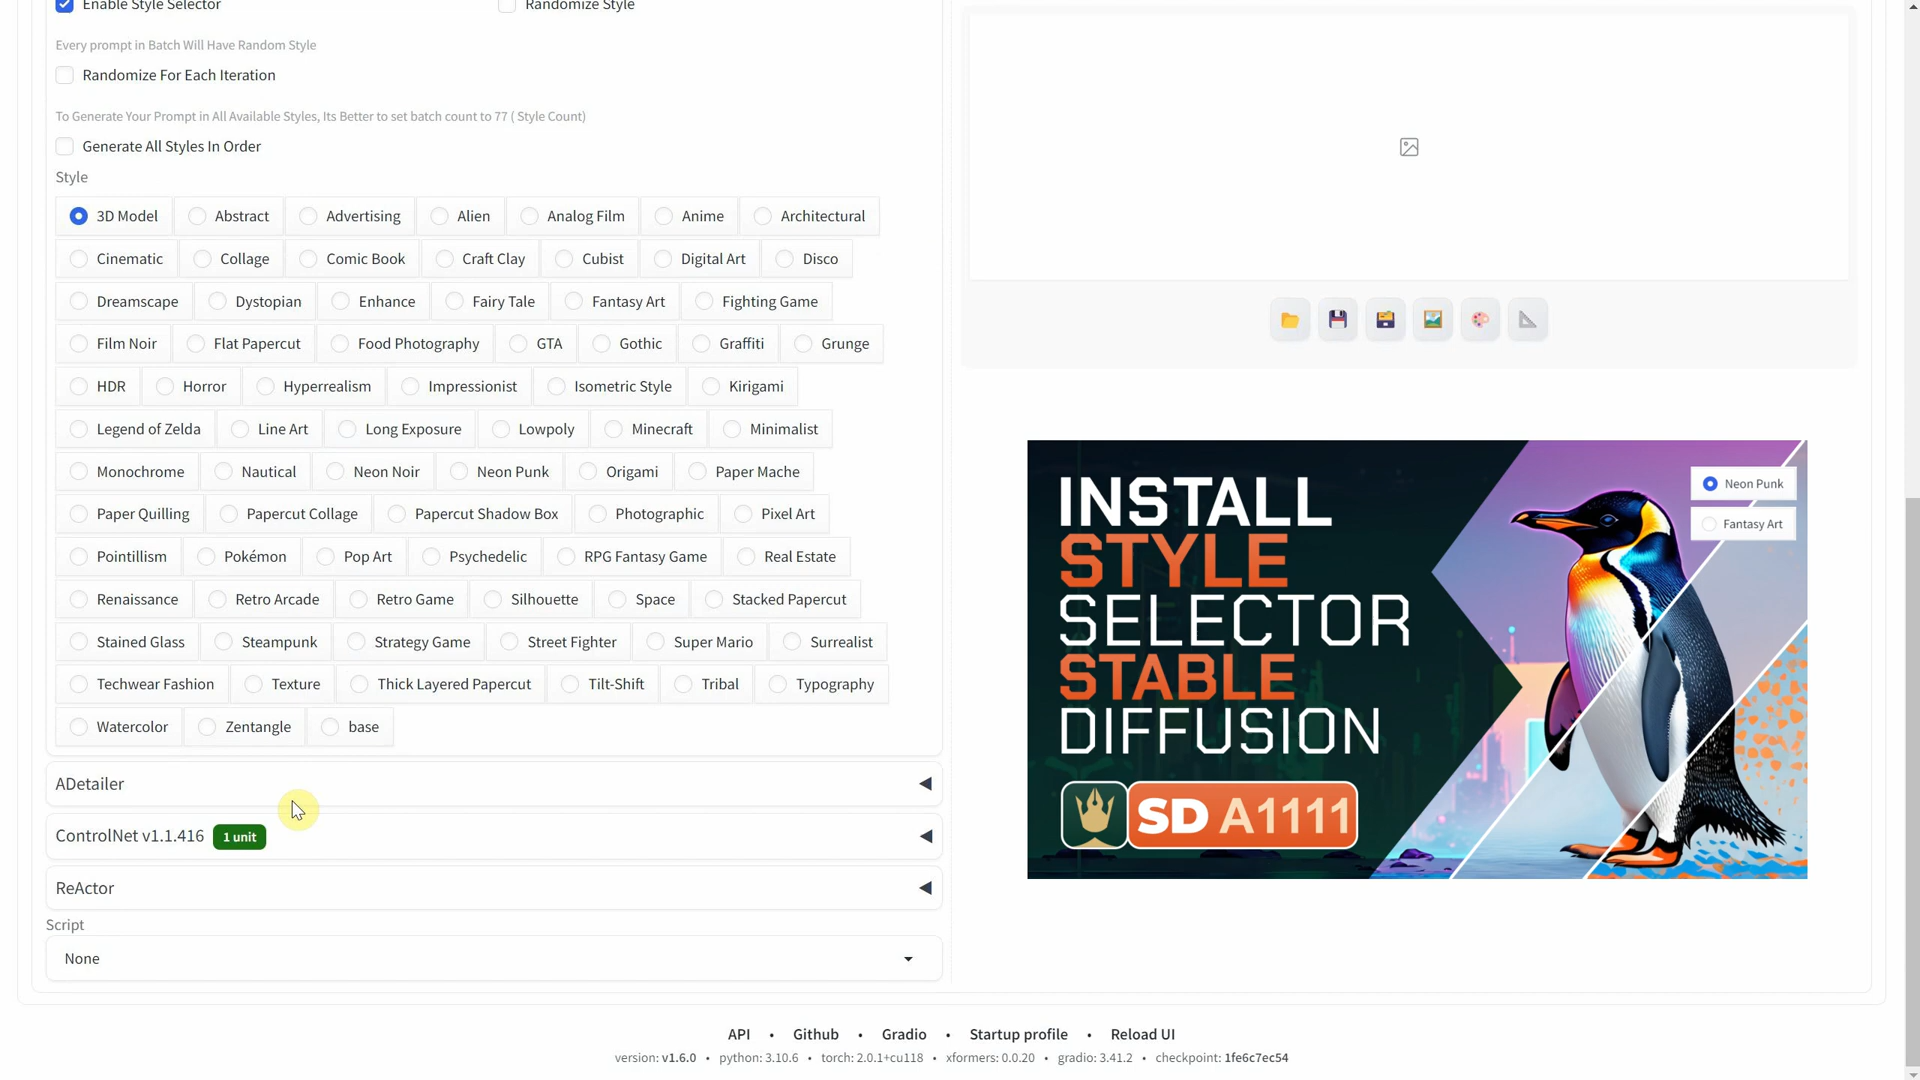 Enable Style Selector
Randomize Style
Every prompt in Batch Will Have Random Style
Randomize For Each Iteration
To Generate Your Prompt in All Available Styles, Its Better to set batch count to 77 ( Style Count)
Generate All Styles In Order
Style
3D Model Abstract Advertising Alien Analog Film Anime Architectural
Cinematic Collage Comic Book Craft Clay Cubist Digital Art Disco
Dreamscape Dystopian Enhance Fairy Tale Fantasy Art Fighting Game
Film Noir Flat Papercut Food Photography GTA Gothic Graffiti Grunge
HDR Horror Hyperrealism Impressionist Isometric Style Kirigami
Legend of Zelda Line Art Long Exposure Lowpoly Minecraft Minimalist
Monochrome Nautical Neon Noir Neon Punk Origami Paper Mache
Paper Quilling Papercut Collage Papercut Shadow Box Photographic Pixel Art
Pointillism Pokémon Pop Art Psychedelic RPG Fantasy Game Real Estate
Renaissance Retro Arcade Retro Game Silhouette Space Stacked Papercut
Stained Glass Steampunk Strategy Game Street Fighter Super Mario Surrealist
Techwear Fashion Texture Thick Layered Papercut Tilt-Shift Tribal Typography
Watercolor Zentangle base
ADetailer
ControlNet v1.1.416 1 unit
ReActor
Script
None
INSTALL
STYLE
SELECTOR
STABLE
DIFFUSION
SD A1111
Neon Punk
Fantasy Art
API • Github • Gradio • Startup profile • Reload UI
version: v1.6.0 • python: 3.10.6 • torch: 2.0.1+cu118 • xformers: 0.0.20 • gradio: 3.41.2 • checkpoint: 1fe6c7ec54